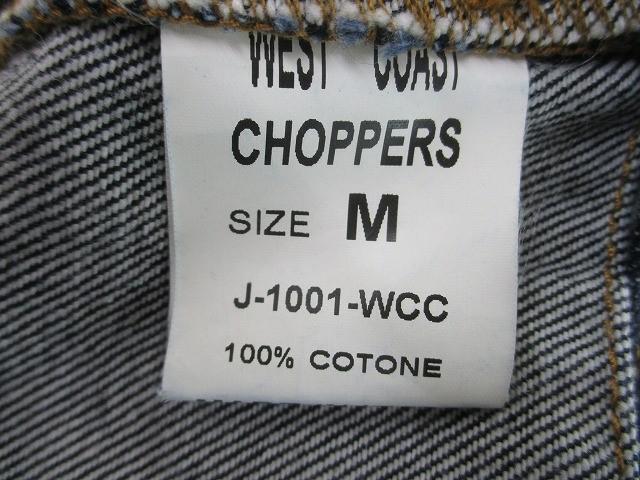 WEST COAST
CHOPPERS
SIZE M
J-1001-WCC
100% COTONE